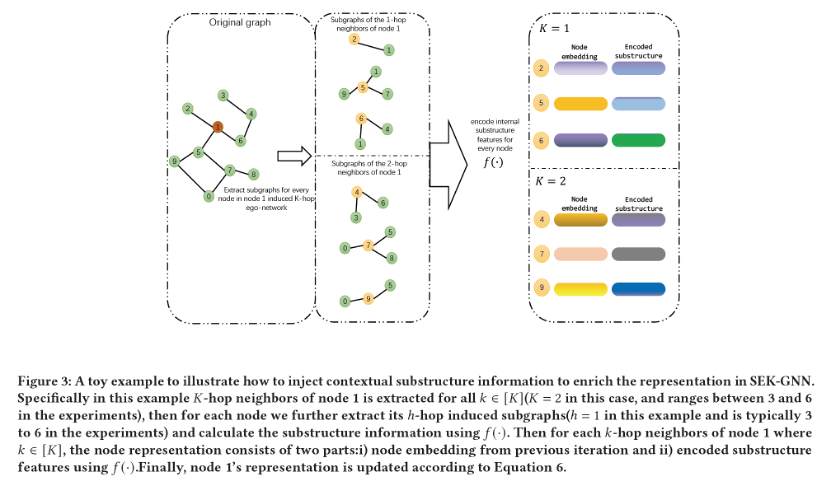 Original graph
3
2
4
1
6
5
9
7
8
0
Extract subgraphs for every
node in node 1 induced K-hop
ego-network
Subgraphs of the 1-hop
neighbors of node 1
2
1
1
5
9
7
6
4
1
Subgraphs of the 2-hop
neighbors of node 1
4
6
3
5
0
7
8
5
0
9
encode internal
substructure
features for
every node
f(·)
K = 1
Node
embedding
Encoded
substructure
2
5
6
K = 2
Node
embedding
Encoded
substructure
4
7
9
Figure 3: A toy example to illustrate how to inject contextual substructure information to enrich the representation in SEK-GNN.
Specifically in this example K-hop neighbors of node 1 is extracted for all k ∈ [K](K = 2 in this case, and ranges between 3 and 6
in the experiments), then for each node we further extract its h-hop induced subgraphs(h = 1 in this example and is typically 3
to 6 in the experiments) and calculate the substructure information using f(·). Then for each k-hop neighbors of node 1 where
k ∈ [K], the node representation consists of two parts:i) node embedding from previous iteration and ii) encoded substructure
features using f(·).Finally, node 1’s representation is updated according to Equation 6.